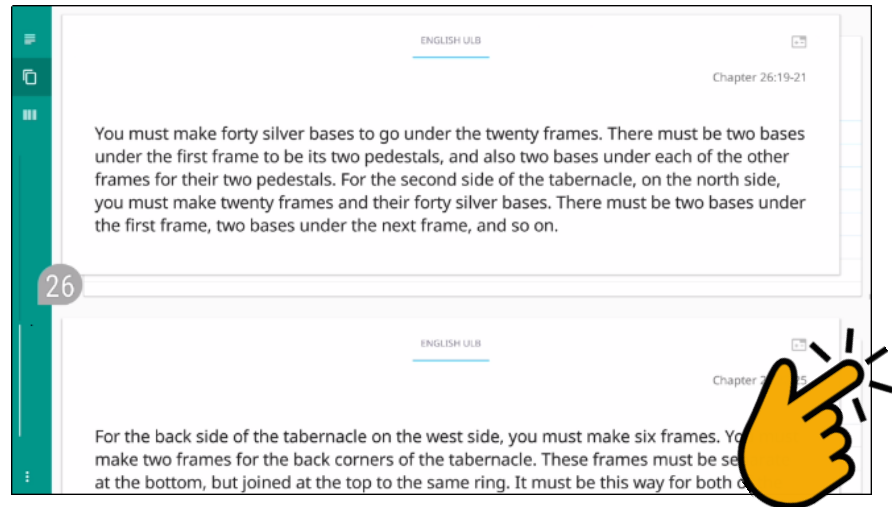 ENGLISH ULB
Chapter 26:19-21
You must make forty silver bases to go under the twenty frames. There must be two bases
under the first frame to be its two pedestals, and also two bases under each of the other
frames for their two pedestals. For the second side of the tabernacle, on the north side,
you must make twenty frames and their forty silver bases. There must be two bases under
the first frame, two bases under the next frame, and so on.
26
ENGLISH ULB
Chapter
For the back side of the tabernacle on the west side, you must make six frames.
make two frames for the back corners of the tabernacle. These frames must be
at the bottom, but joined at the top to the same ring. It must be this way for both